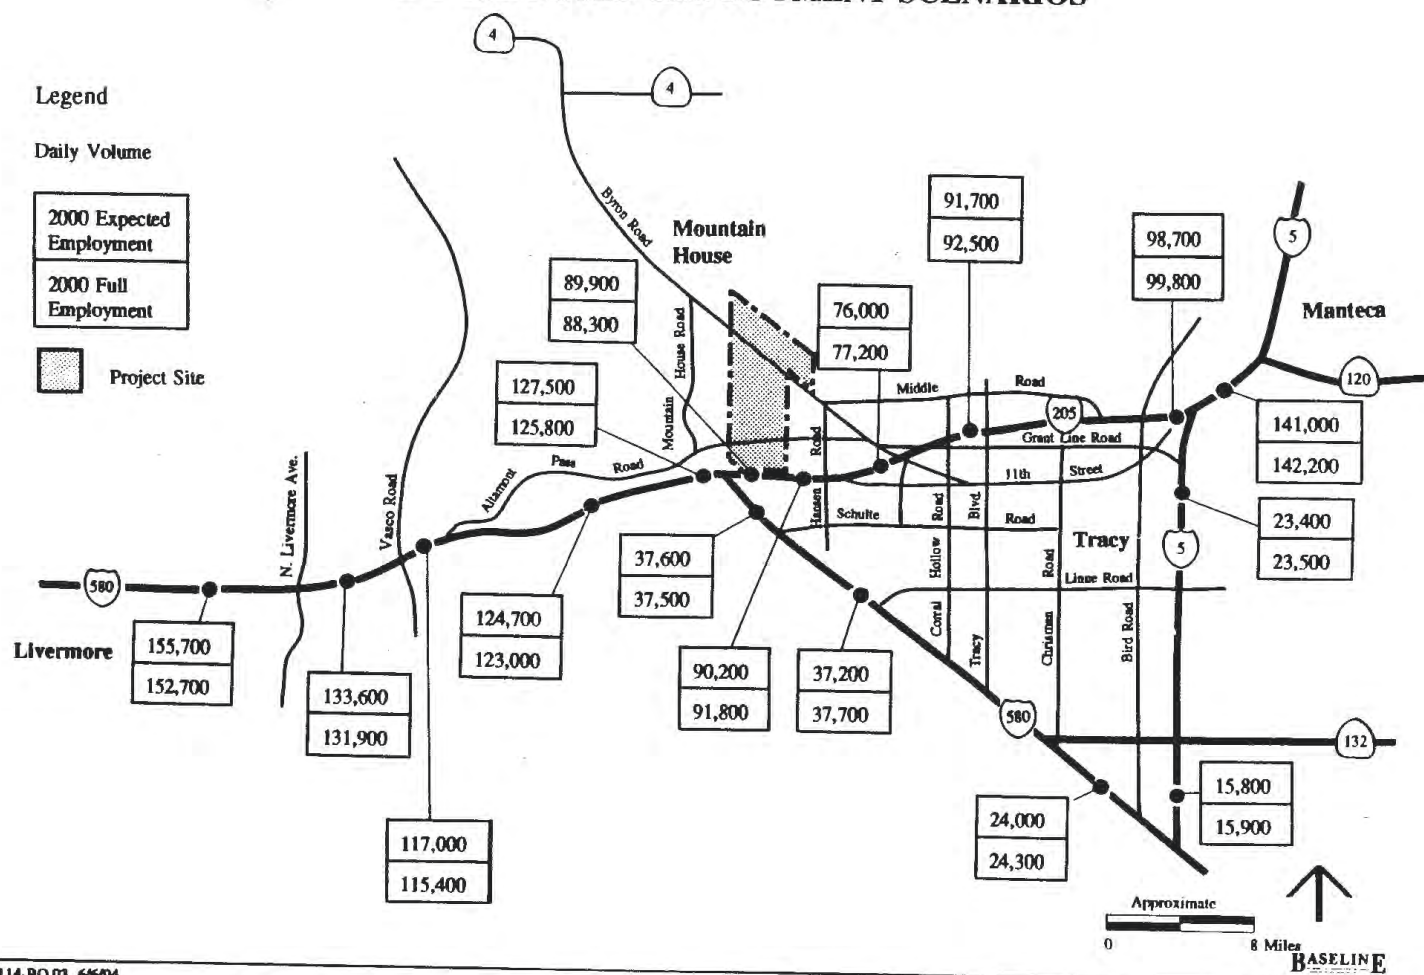 SCENARIOS
4
4
Legend
Daily Volume
2000 Expected
Employment
2000 Full
Employment
Project Site
Byron Road
Mountain
House
89,900
88,300
91,700
92,500
98,700
99,800
5
Manteca
76,000
77,200
127,500
125,800
Mountain House Road
Middle Road
205
120
Grant Line Road
141,000
142,200
Altamont Pass Road
Hansen Road
11th Street
N. Livermore Ave.
Vasco Road
Schulte Road
Corral Hollow Road
Tracy Blvd.
Chrisman Road
Bird Road
Tracy
23,400
23,500
5
37,600
37,500
Linne Road
580
Livermore
155,700
152,700
124,700
123,000
133,600
131,900
90,200
91,800
37,200
37,700
580
132
117,000
115,400
24,000
24,300
15,800
15,900
Approximate
0 8 Miles
BASELINE